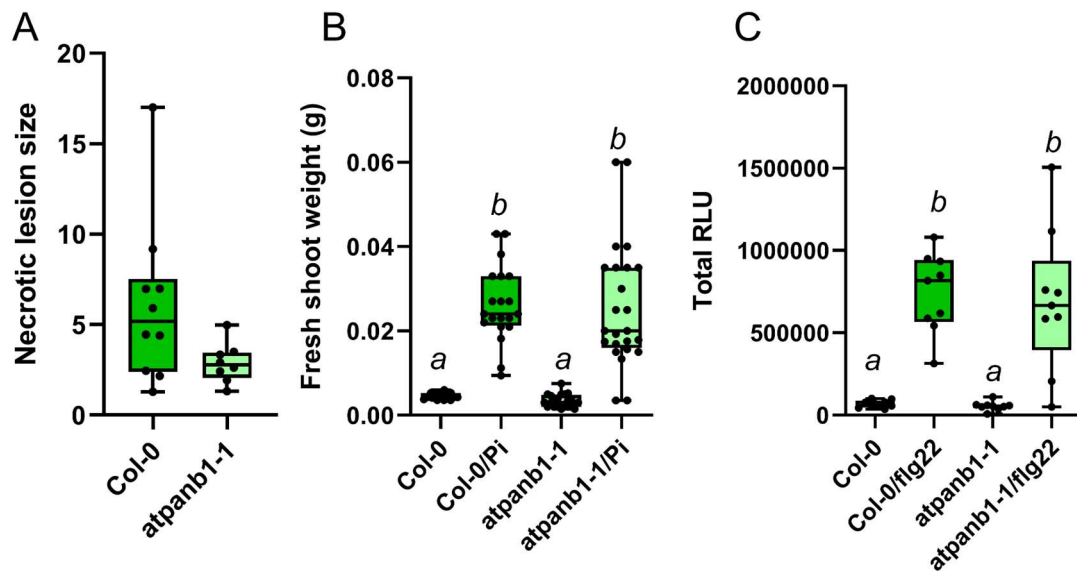 A
Necrotic lesion size
20
15
10
5
0
Col-0
atpanb1-1
B
Fresh shoot weight (g)
0.08
0.06
0.04
0.02
0.00
a
b
a
b
Col-0
Col-0/Pi
atpanb1-1
atpanb1-1/Pi
C
Total RLU
2000000
1500000
1000000
500000
0
a
b
a
b
Col-0
Col-0/flg22
atpanb1-1
atpanb1-1/flg22